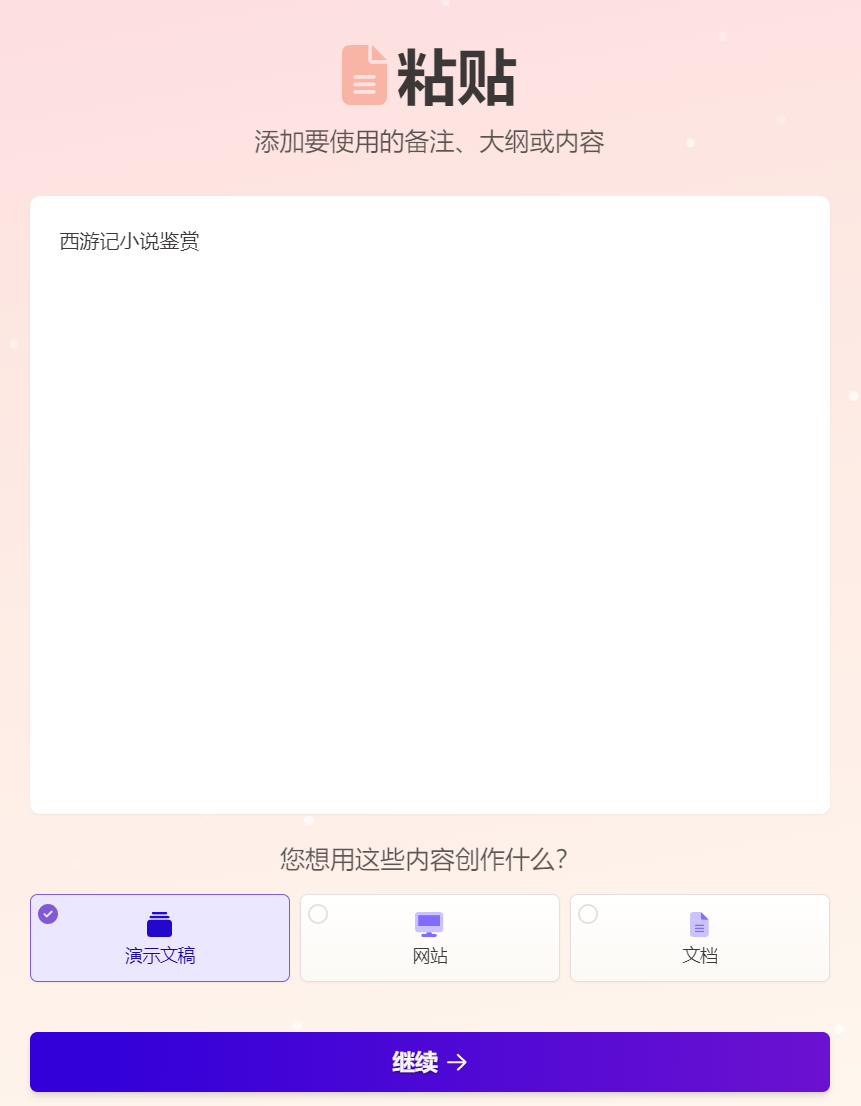 粘贴
添加要使用的备注、大纲或内容
西游记小说鉴赏
您想用这些内容创作什么？
演示文稿
网站
文档
继续 →